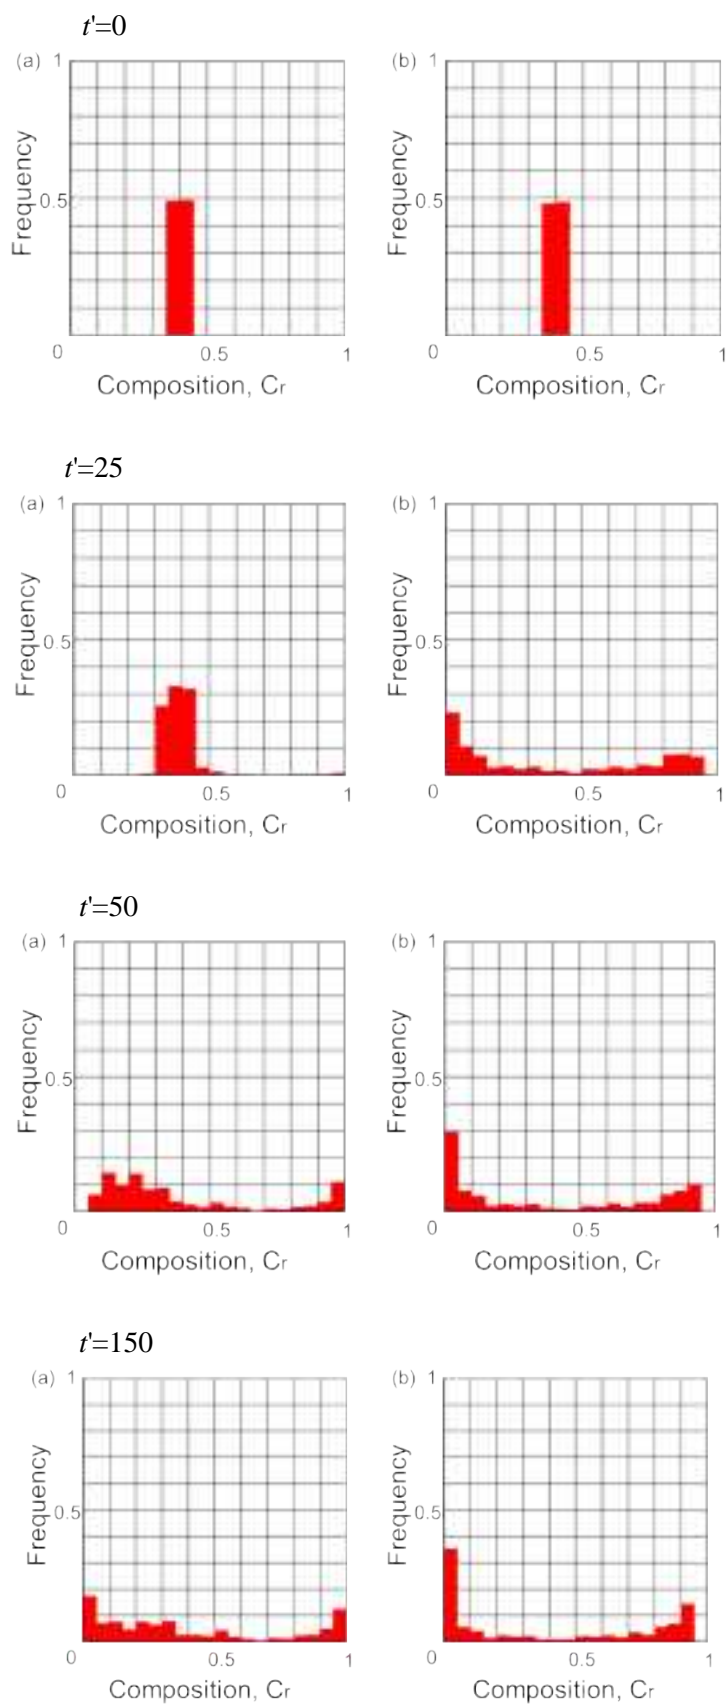 t'=0
(a) 1
Frequency
0.5
0 0.5 1
Composition, Cr
(b) 1
Frequency
0.5
0 0.5 1
Composition, Cr
t'=25
(a) 1
Frequency
0.5
0 0.5 1
Composition, Cr
(b) 1
Frequency
0.5
0 0.5 1
Composition, Cr
t'=50
(a) 1
Frequency
0.5
0 0.5 1
Composition, Cr
(b) 1
Frequency
0.5
0 0.5 1
Composition, Cr
t'=150
(a) 1
Frequency
0.5
0 0.5 1
Composition, Cr
(b) 1
Frequency
0.5
0 0.5 1
Composition, Cr